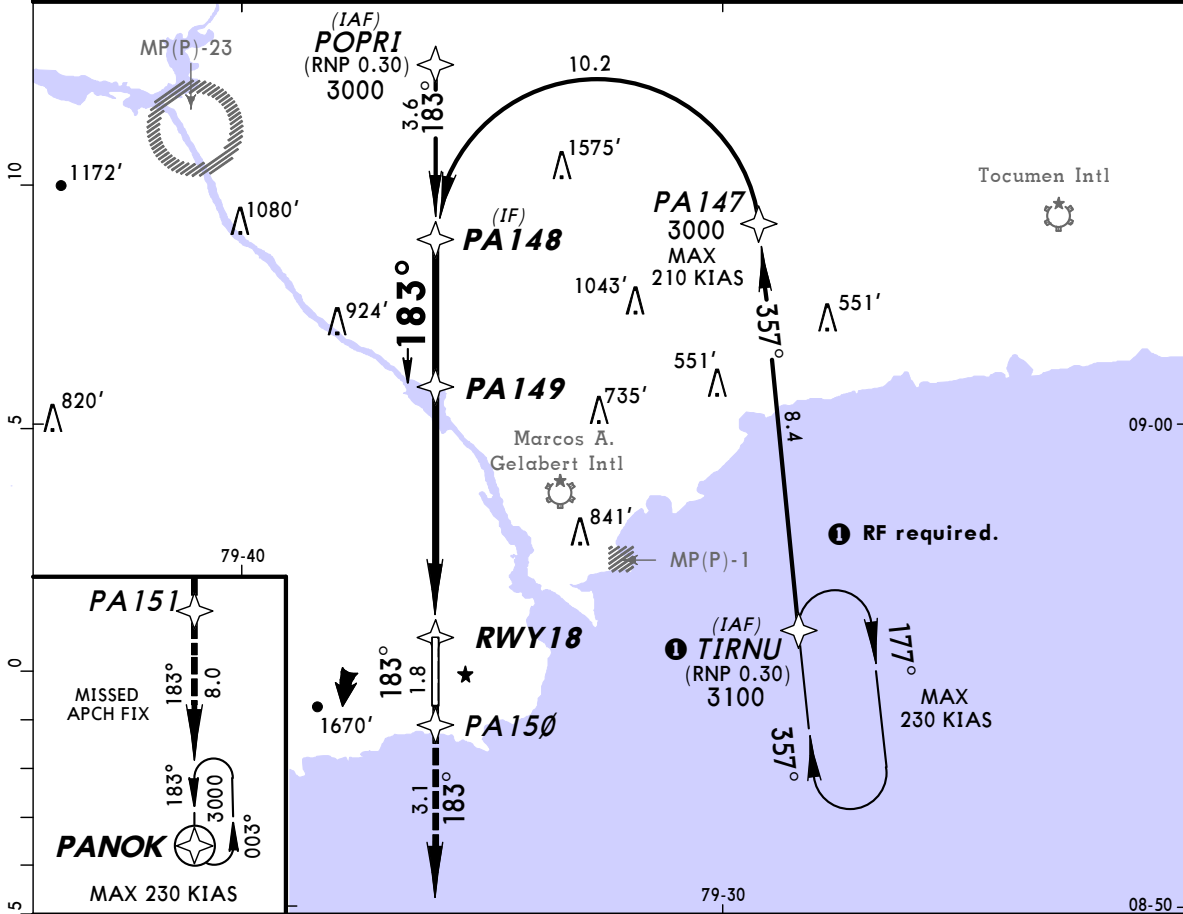 (IAF)
POPRI
(RNP 0.30)
3000
MP(P)-23
10.2
3.6
183°
1575'
10
1172'
1080'
(IF)
PA148
PA147
3000
MAX
210 KIAS
Tocumen Intl
183°
1043'
924'
357°
551'
551'
PA149
820'
735'
5
8.4
09-00
Marcos A.
Gelabert Intl
841'
1 RF required.
79-40
MP(P)-1
PA151
RWY18
(IAF)
1 TIRNU
(RNP 0.30)
3100
177°
0
183°
8.0
MISSED
APCH FIX
183°
1.8
MAX
230 KIAS
1670'
PA150
357°
183°
3000
003°
3.1
183°
PANOK
MAX 230 KIAS
79-30
08-50
5